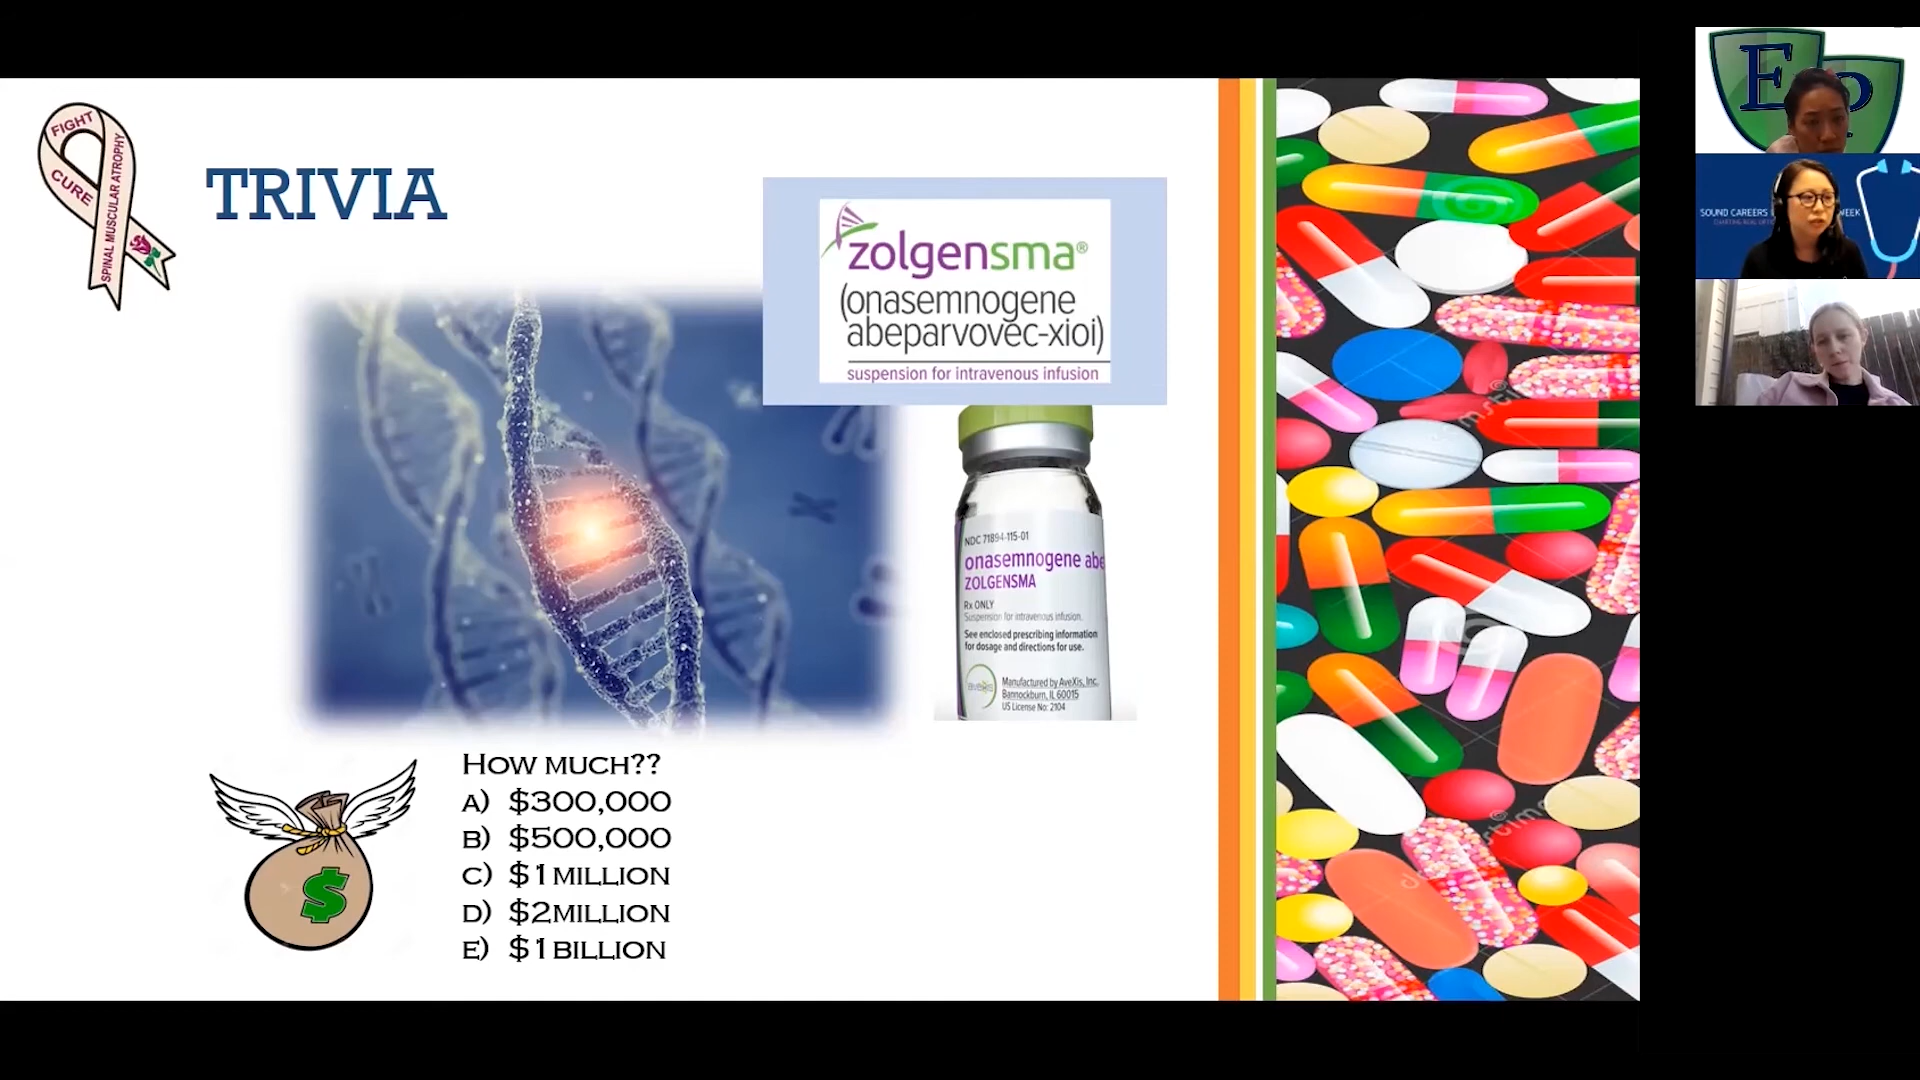 FIGHT
CURE
SPINAL MUSCULAR ATROPHY
TRIVIA
zolgensma®
(onasemnogene
abeparvovec-xioi)
suspension for intravenous infusion
NDC 71894-115-01
onasemnogene abe
ZOLGENSMA
Rx ONLY
Suspension for intravenous infusion.
See enclosed prescribing information
for dosage and directions for use.
avexis
Manufactured by AveXis, Inc.
Bannockburn, IL 60015
US License No: 2104
HOW MUCH??
A) $300,000
B) $500,000
C) $1 MILLION
D) $2 MILLION
E) $1 BILLION
$
E P
SOUND CAREERS WEEK